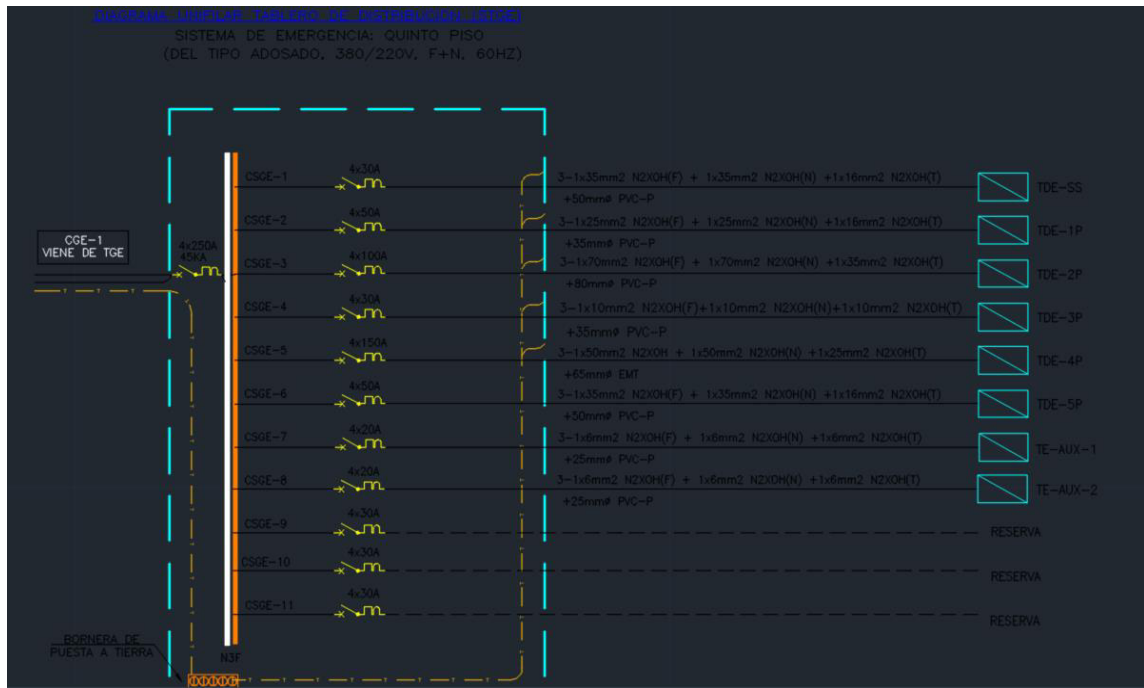 DIAGRAMA UNIFILAR TABLERO DE DISTRIBUCION (STGE)
SISTEMA DE EMERGENCIA: QUINTO PISO
(DEL TIPO ADOSADO, 380/220V, F+N, 60HZ)
CGE-1
VIENE DE TGE
4x250A
45KA
CSGE-1
4x30A
3-1x35mm2 N2XOH(F) + 1x35mm2 N2XOH(N) +1x16mm2 N2XOH(T)
+50mmø PVC-P
TDE-SS
CSGE-2
4x50A
3-1x25mm2 N2XOH(F) + 1x25mm2 N2XOH(N) +1x16mm2 N2XOH(T)
+35mmø PVC-P
TDE-1P
CSGE-3
4x100A
3-1x70mm2 N2XOH(F) + 1x70mm2 N2XOH(N) +1x35mm2 N2XOH(T)
+80mmø PVC-P
TDE-2P
CSGE-4
4x30A
3-1x10mm2 N2XOH(F)+1x10mm2 N2XOH(N)+1x10mm2 N2XOH(T)
+35mmø PVC-P
TDE-3P
CSGE-5
4x150A
3-1x50mm2 N2XOH + 1x50mm2 N2XOH(N) +1x25mm2 N2XOH(T)
+65mmø EMT
TDE-4P
CSGE-6
4x50A
3-1x35mm2 N2XOH(F) + 1x35mm2 N2XOH(N) +1x16mm2 N2XOH(T)
+50mmø PVC-P
TDE-5P
CSGE-7
4x20A
3-1x6mm2 N2XOH(F) + 1x6mm2 N2XOH(N) +1x6mm2 N2XOH(T)
+25mmø PVC-P
TE-AUX-1
CSGE-8
4x20A
3-1x6mm2 N2XOH(F) + 1x6mm2 N2XOH(N) +1x6mm2 N2XOH(T)
+25mmø PVC-P
TE-AUX-2
CSGE-9
4x30A
RESERVA
CSGE-10
4x30A
RESERVA
CSGE-11
4x30A
RESERVA
BORNERA DE
PUESTA A TIERRA
N3F